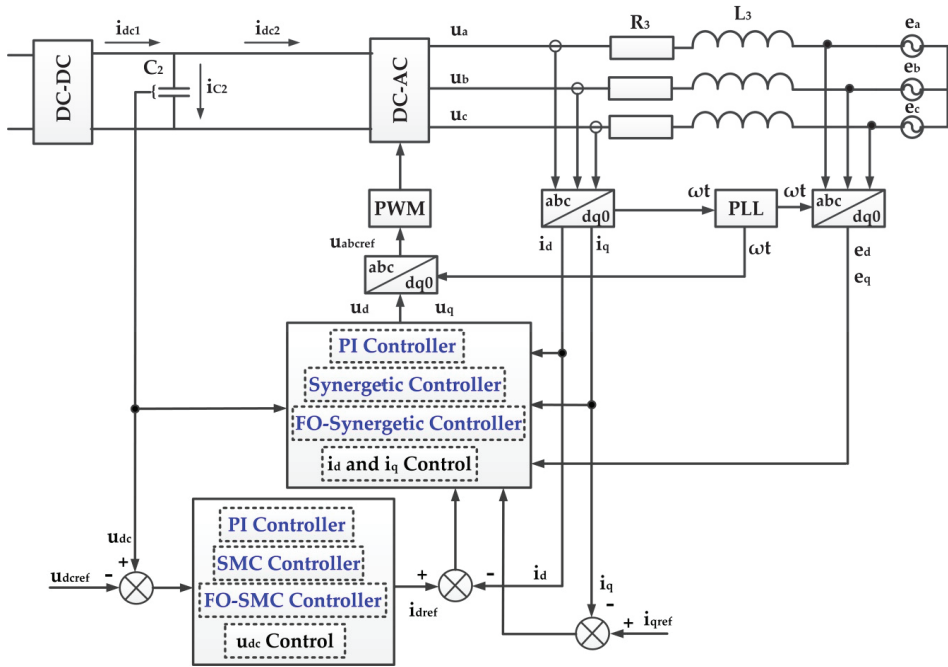 idc1
idc2
ua
R3
L3
ea
DC-DC
C2
iC2
DC-AC
ub
eb
uc
ec
PWM
abc
dq0
ωt
PLL
ωt
abc
dq0
id
iq
ωt
ed
eq
uabcref
abc
dq0
ud
uq
PI Controller
Synergetic Controller
FO-Synergetic Controller
id and iq Control
udc
+
-
udcref
PI Controller
SMC Controller
FO-SMC Controller
udc Control
+
-
idref
id
iq
-
+
iqref